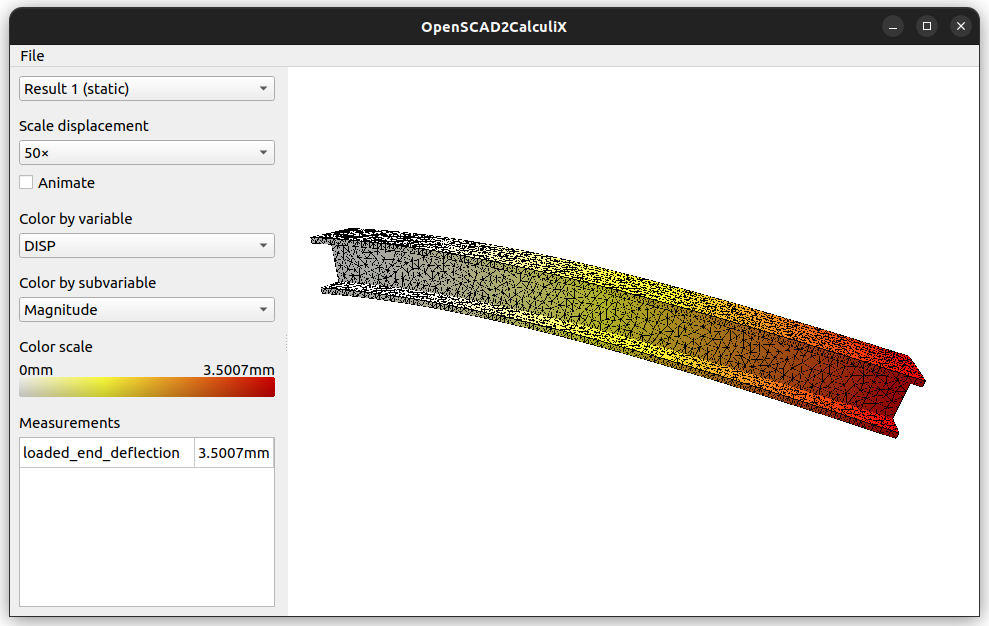 OpenSCAD2CalculiX
File
Result 1 (static)
Scale displacement
50×
Animate
Color by variable
DISP
Color by subvariable
Magnitude
Color scale
0mm 3.5007mm
Measurements
loaded_end_deflection 3.5007mm